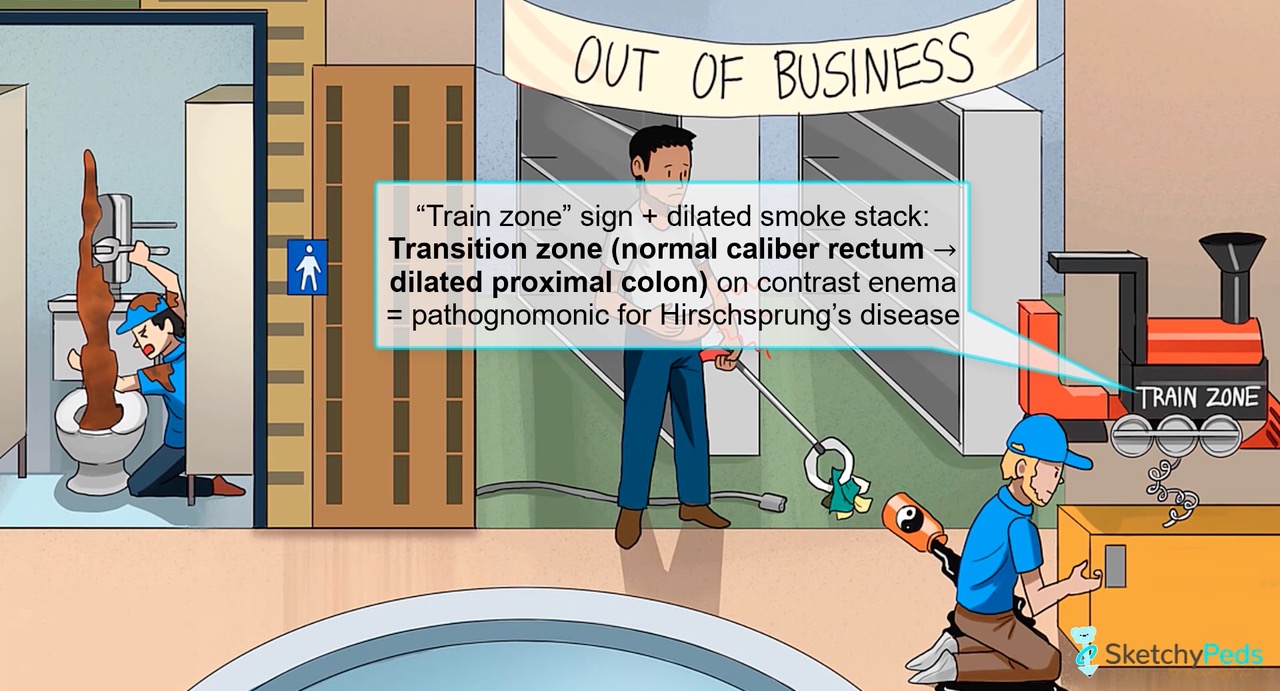 OUT OF BUSINESS
“Train zone” sign + dilated smoke stack:
Transition zone (normal caliber rectum →
dilated proximal colon) on contrast enema
= pathognomonic for Hirschsprung’s disease
TRAIN ZONE
SketchyPeds